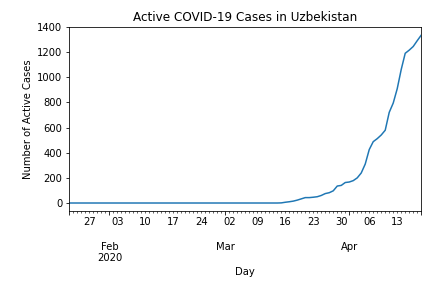 Active COVID-19 Cases in Uzbekistan
1400
1200
1000
800
600
400
200
0
Number of Active Cases
27 03 10 17 24 02 09 16 23 30 06 13
Feb Mar Apr
2020
Day